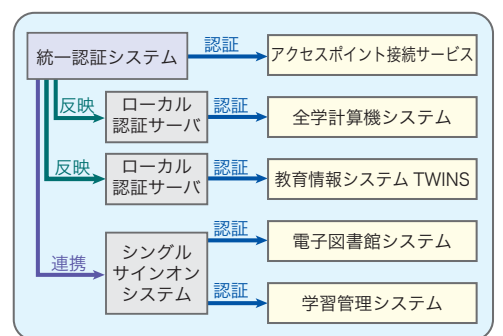 統一認証システム
認証
アクセスポイント接続サービス
反映
ローカル
認証サーバ
認証
全学計算機システム
反映
ローカル
認証サーバ
認証
教育情報システム TWINS
連携
シングル
サインオン
システム
認証
電子図書館システム
認証
学習管理システム